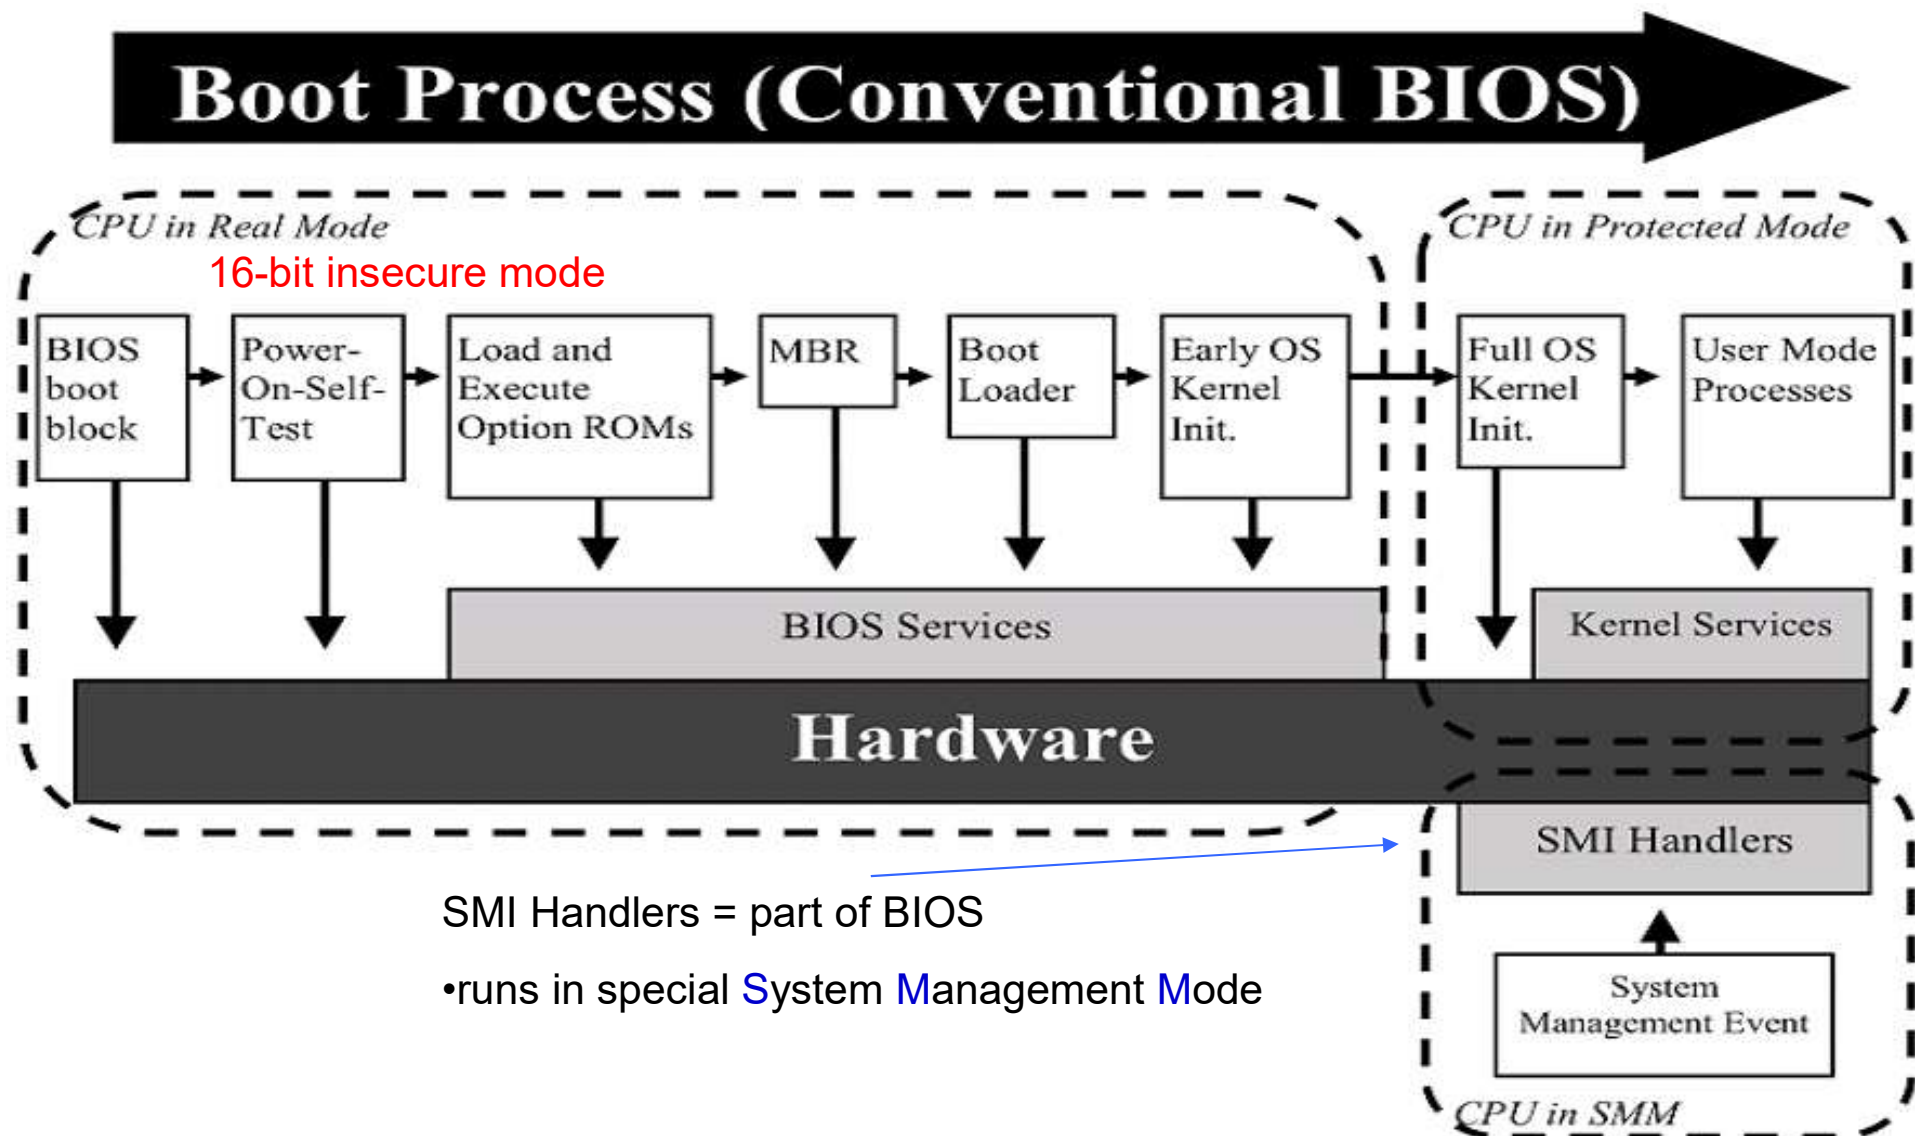 Boot Process (Conventional BIOS)
CPU in Real Mode
16-bit insecure mode
BIOS
boot
block
Power-
On-Self-
Test
Load and
Execute
Option ROMs
MBR
Boot
Loader
Early OS
Kernel
Init.
CPU in Protected Mode
Full OS
Kernel
Init.
User Mode
Processes
BIOS Services
Kernel Services
Hardware
SMI Handlers
SMI Handlers = part of BIOS
•runs in special System Management Mode
System
Management Event
CPU in SMM